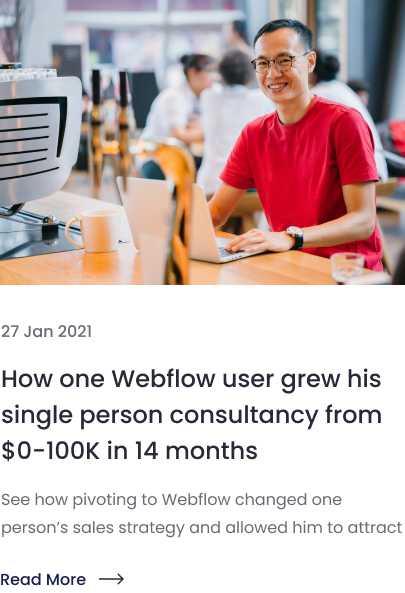 27 Jan 2021
How one Webflow user grew his
single person consultancy from
$0-100K in 14 months
See how pivoting to Webflow changed one
person’s sales strategy and allowed him to attract
Read More